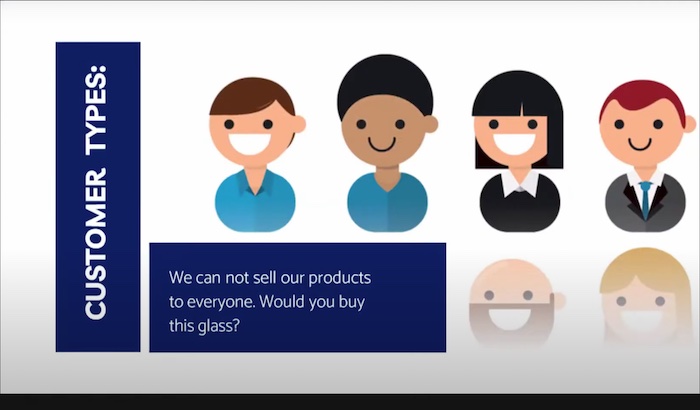 CUSTOMER TYPES:
We can not sell our products
to everyone. Would you buy
this glass?